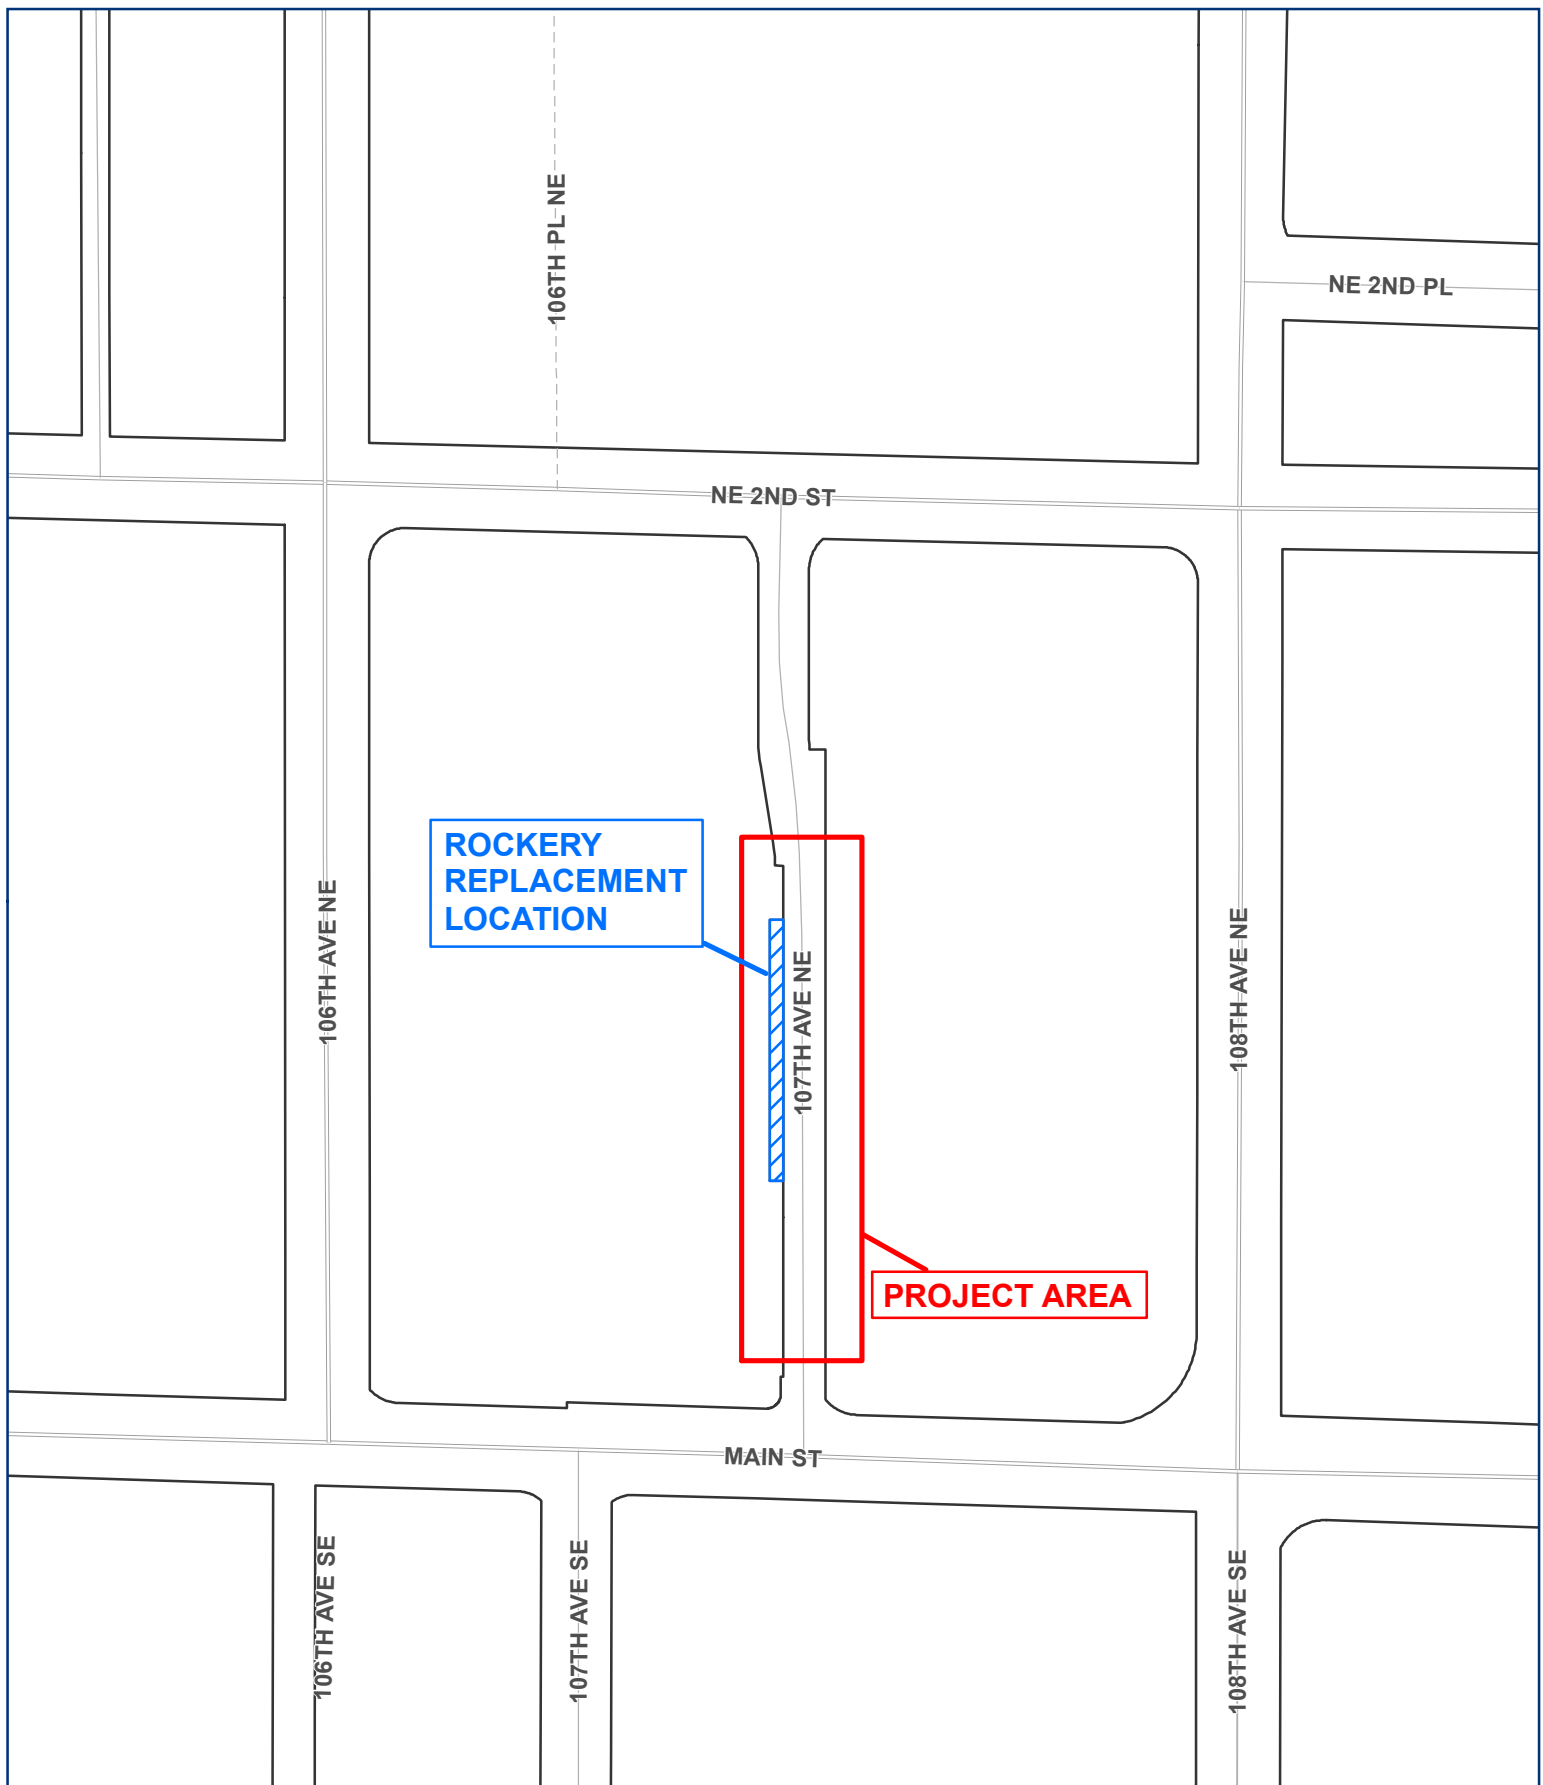 106TH PL NE
NE 2ND PL
NE 2ND ST
ROCKERY
REPLACEMENT
LOCATION
106TH AVE NE
107TH AVE NE
108TH AVE NE
PROJECT AREA
MAIN ST
106TH AVE SE
107TH AVE SE
108TH AVE SE